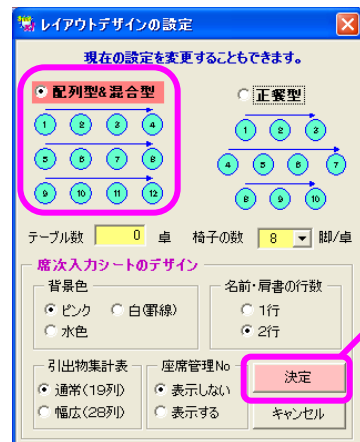 レイアウトデザインの設定
現在の設定を変更することもできます。
配列型&混合型
正餐型
1 2 3 4
5 6 7 8
9 10 11 12
1 2 3
4 5 6 7
8 9 10
テーブル数 0 卓 椅子の数 8 脚/卓
席次入力シートのデザイン
背景色
ピンク 白(罫線)
水色
名前・肩書の行数
1行
2行
引出物集計表
通常(19列)
幅広(28列)
座席管理No
表示しない
表示する
決定
キャンセル